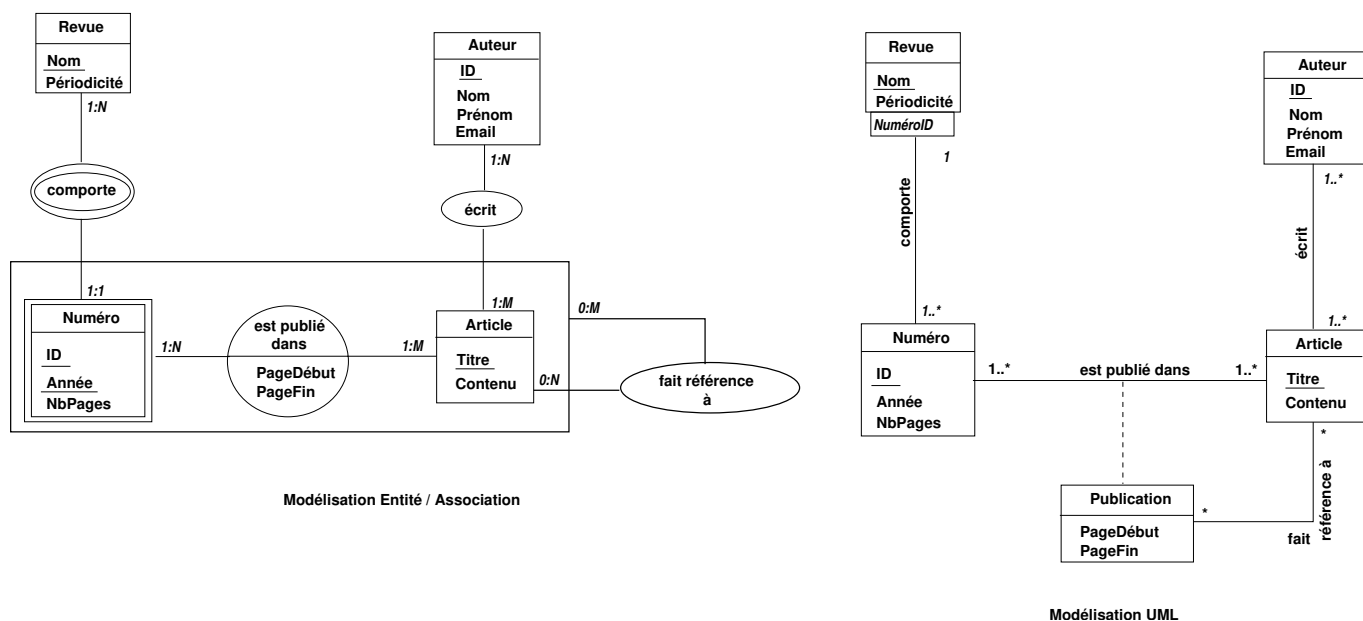 Revue
Nom
Périodicité
1:N
comporte
1:1
Auteur
ID
Nom
Prénom
Email
1:N
écrit
1:M
Numéro
ID
Année
NbPages
1:N
est publié
dans
PageDébut
PageFin
1:M
Article
Titre
Contenu
0:M
0:N
fait référence
à
Modélisation Entité / Association
Revue
Nom
Périodicité
NuméroID
1
comporte
1..*
Auteur
ID
Nom
Prénom
Email
1..*
écrit
1..*
Numéro
ID
Année
NbPages
1..*
est publié dans
1..*
Article
Titre
Contenu
*
référence à
fait
*
Publication
PageDébut
PageFin
Modélisation UML